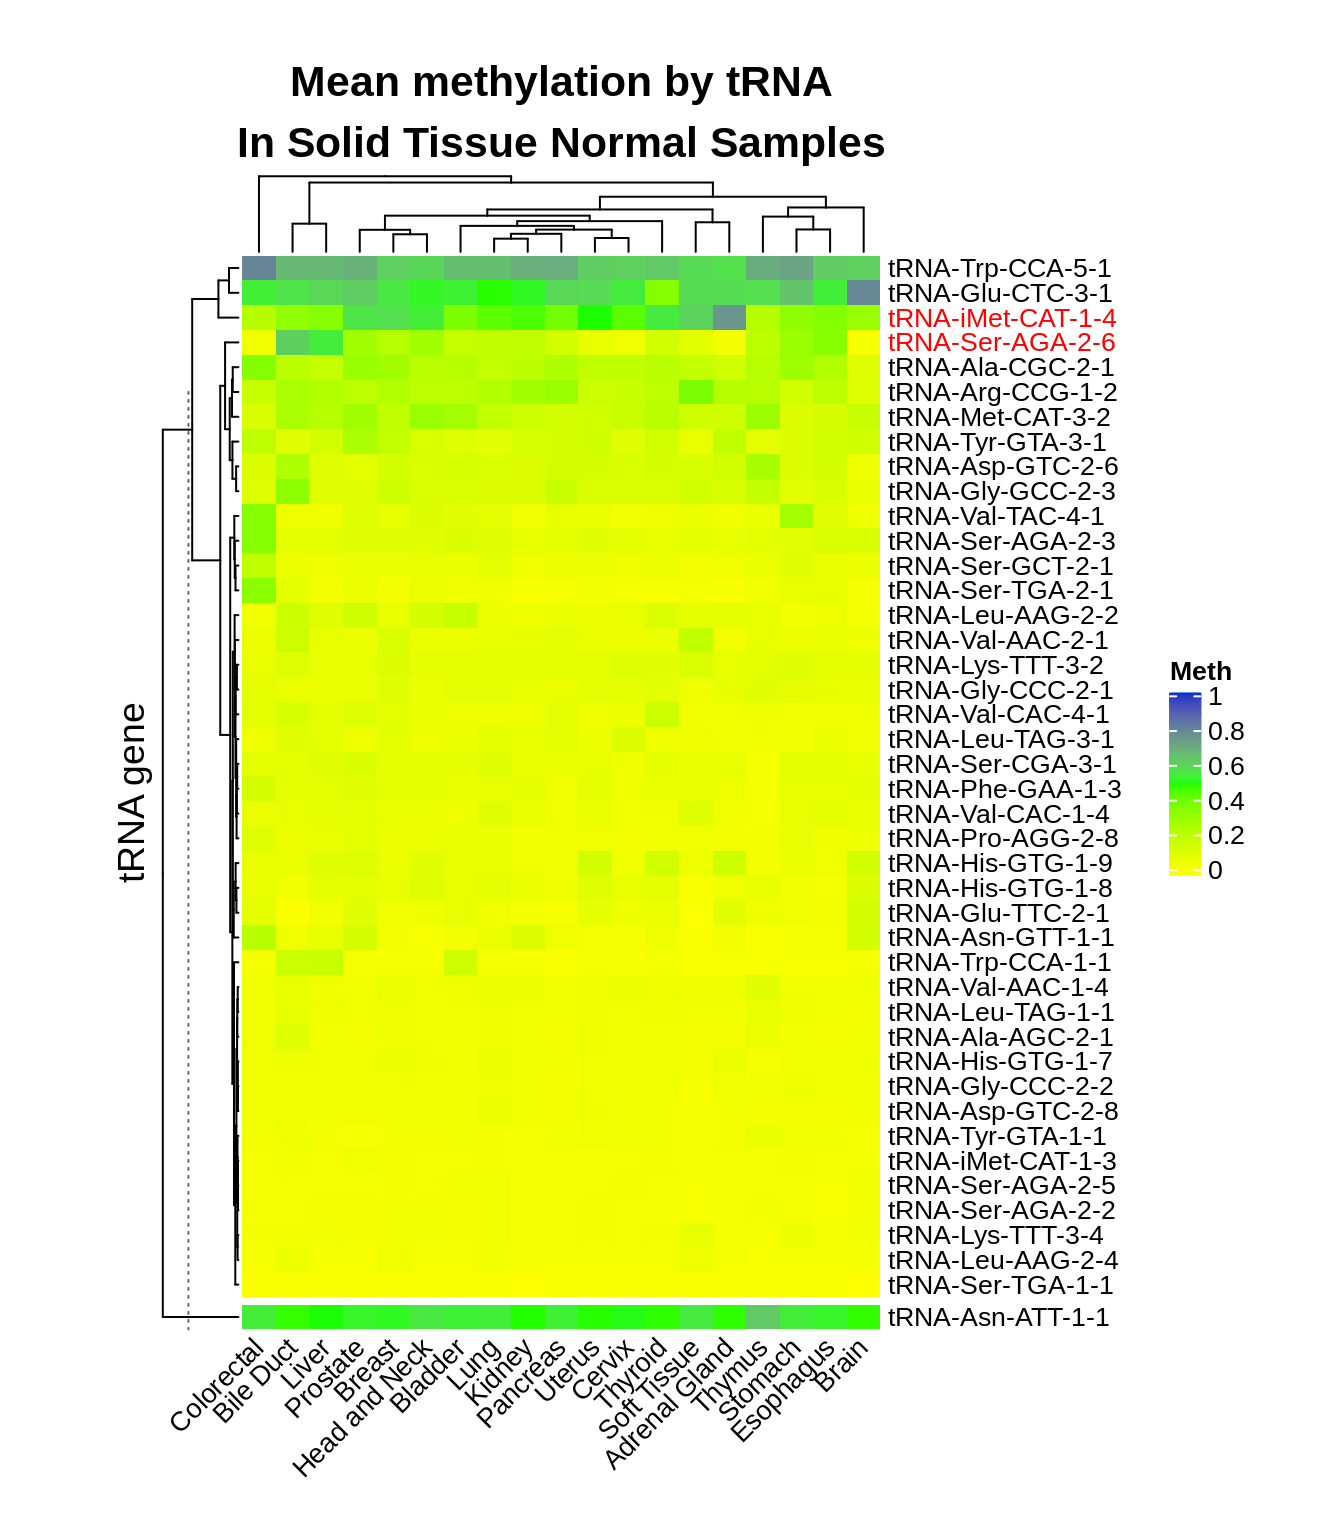 Mean methylation by tRNA
In Solid Tissue Normal Samples
tRNA-Trp-CCA-5-1
tRNA-Glu-CTC-3-1
tRNA-iMet-CAT-1-4
tRNA-Ser-AGA-2-6
tRNA-Ala-CGC-2-1
tRNA-Arg-CCG-1-2
tRNA-Met-CAT-3-2
tRNA-Tyr-GTA-3-1
tRNA-Asp-GTC-2-6
tRNA-Gly-GCC-2-3
tRNA-Val-TAC-4-1
tRNA-Ser-AGA-2-3
tRNA-Ser-GCT-2-1
tRNA-Ser-TGA-2-1
tRNA-Leu-AAG-2-2
tRNA-Val-AAC-2-1
tRNA-Lys-TTT-3-2
tRNA-Gly-CCC-2-1
tRNA-Val-CAC-4-1
tRNA-Leu-TAG-3-1
tRNA-Ser-CGA-3-1
tRNA-Phe-GAA-1-3
tRNA-Val-CAC-1-4
tRNA-Pro-AGG-2-8
tRNA-His-GTG-1-9
tRNA-His-GTG-1-8
tRNA-Glu-TTC-2-1
tRNA-Asn-GTT-1-1
tRNA-Trp-CCA-1-1
tRNA-Val-AAC-1-4
tRNA-Leu-TAG-1-1
tRNA-Ala-AGC-2-1
tRNA-His-GTG-1-7
tRNA-Gly-CCC-2-2
tRNA-Asp-GTC-2-8
tRNA-Tyr-GTA-1-1
tRNA-iMet-CAT-1-3
tRNA-Ser-AGA-2-5
tRNA-Ser-AGA-2-2
tRNA-Lys-TTT-3-4
tRNA-Leu-AAG-2-4
tRNA-Ser-TGA-1-1
tRNA-Asn-ATT-1-1
tRNA gene
Meth
1
0.8
0.6
0.4
0.2
0
Colorectal
Bile Duct
Liver
Prostate
Breast
Head and Neck
Bladder
Lung
Kidney
Pancreas
Uterus
Cervix
Thyroid
Soft Tissue
Adrenal Gland
Thymus
Stomach
Esophagus
Brain